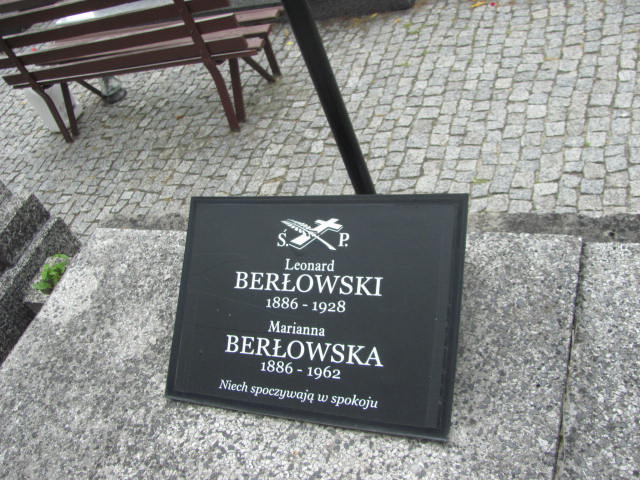 Ś. P.
Leonard
BERŁOWSKI
1886 - 1928
Marianna
BERŁOWSKA
1886 - 1962
Niech spoczywają w spokoju